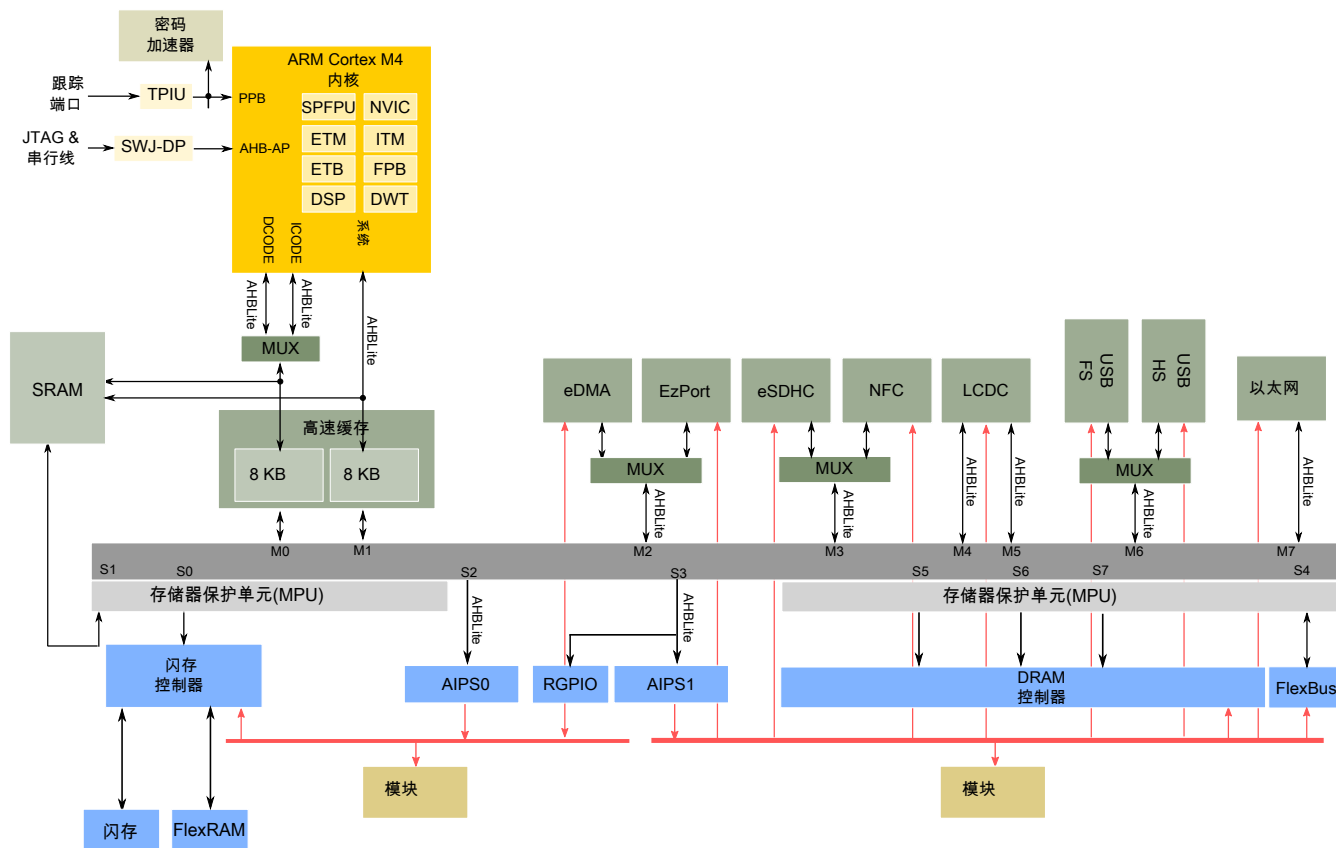 密码
加速器
ARM Cortex M4
内核
跟踪
端口
TPIU
PPB
SPFPU
NVIC
JTAG &
串行线
SWJ-DP
AHB-AP
ETM
ITM
ETB
FPB
DSP
DWT
DCODE
ICODE
系统
AHBLite
AHBLite
AHBLite
MUX
SRAM
高速缓存
8 KB
8 KB
eDMA
EzPort
eSDHC
NFC
LCDC
USB
FS
USB
HS
以太网
MUX
MUX
MUX
AHBLite
AHBLite
AHBLite
AHBLite
AHBLite
M0
M1
M2
M3
M4
M5
M6
M7
S1
S0
S2
S3
S5
S6
S7
S4
存储器保护单元(MPU)
存储器保护单元(MPU)
AHBLite
AHBLite
闪存
控制器
AIPS0
RGPIO
AIPS1
DRAM
控制器
FlexBus
模块
模块
闪存
FlexRAM